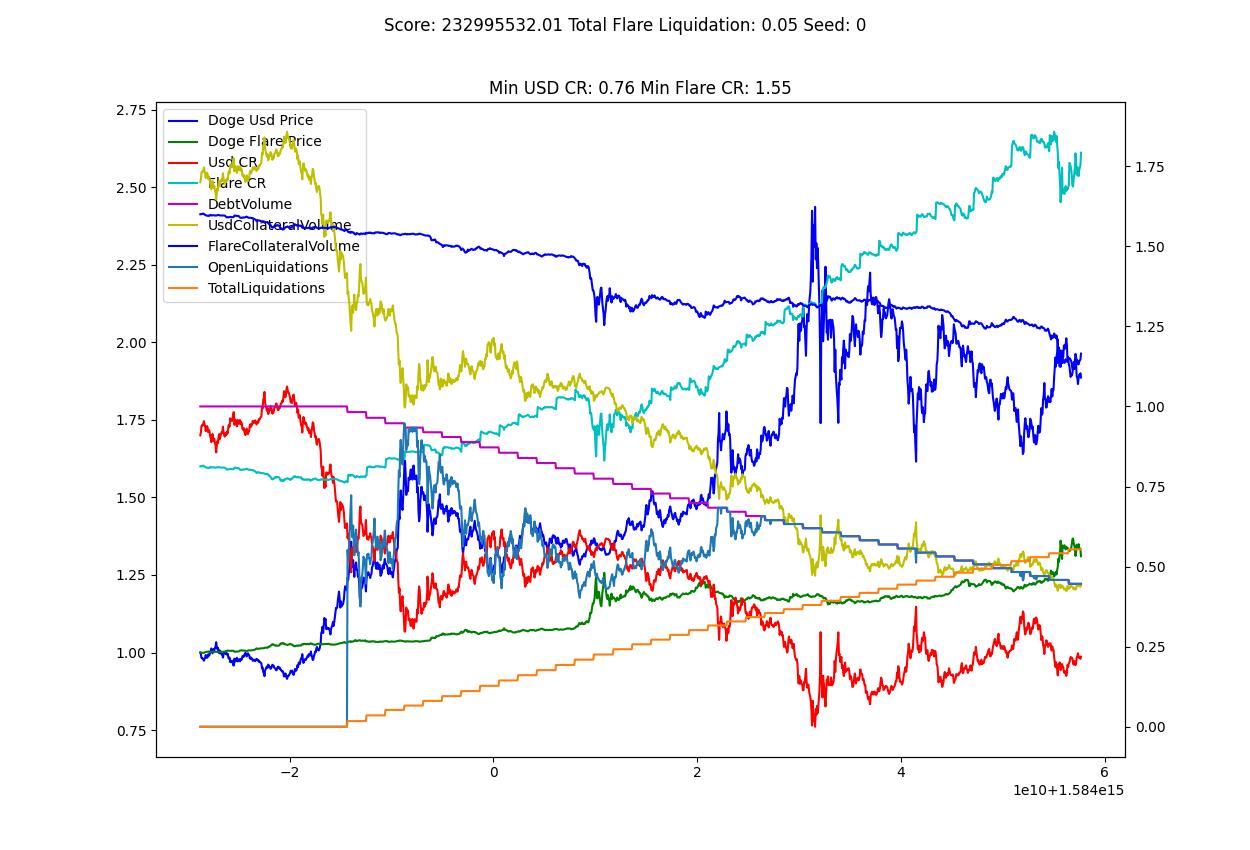 Score: 232995532.01 Total Flare Liquidation: 0.05 Seed: 0
Min USD CR: 0.76 Min Flare CR: 1.55
Doge Usd Price
Doge Flare Price
Usd CR
Flare CR
DebtVolume
UsdCollateralVolume
FlareCollateralVolume
OpenLiquidations
TotalLiquidations
2.75
2.50
2.25
2.00
1.75
1.50
1.25
1.00
0.75
1.75
1.50
1.25
1.00
0.75
0.50
0.25
0.00
−2
0
2
4
6
1e10+1.584e15